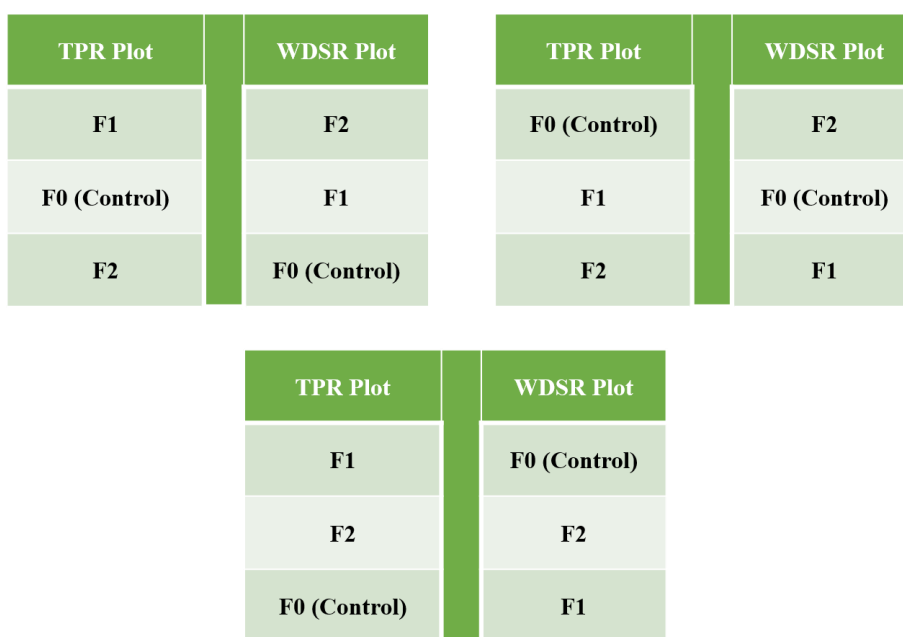 TPR Plot WDSR Plot
F1 F2
F0 (Control) F1
F2 F0 (Control)
TPR Plot WDSR Plot
F0 (Control) F2
F1 F0 (Control)
F2 F1
TPR Plot WDSR Plot
F1 F0 (Control)
F2 F2
F0 (Control) F1